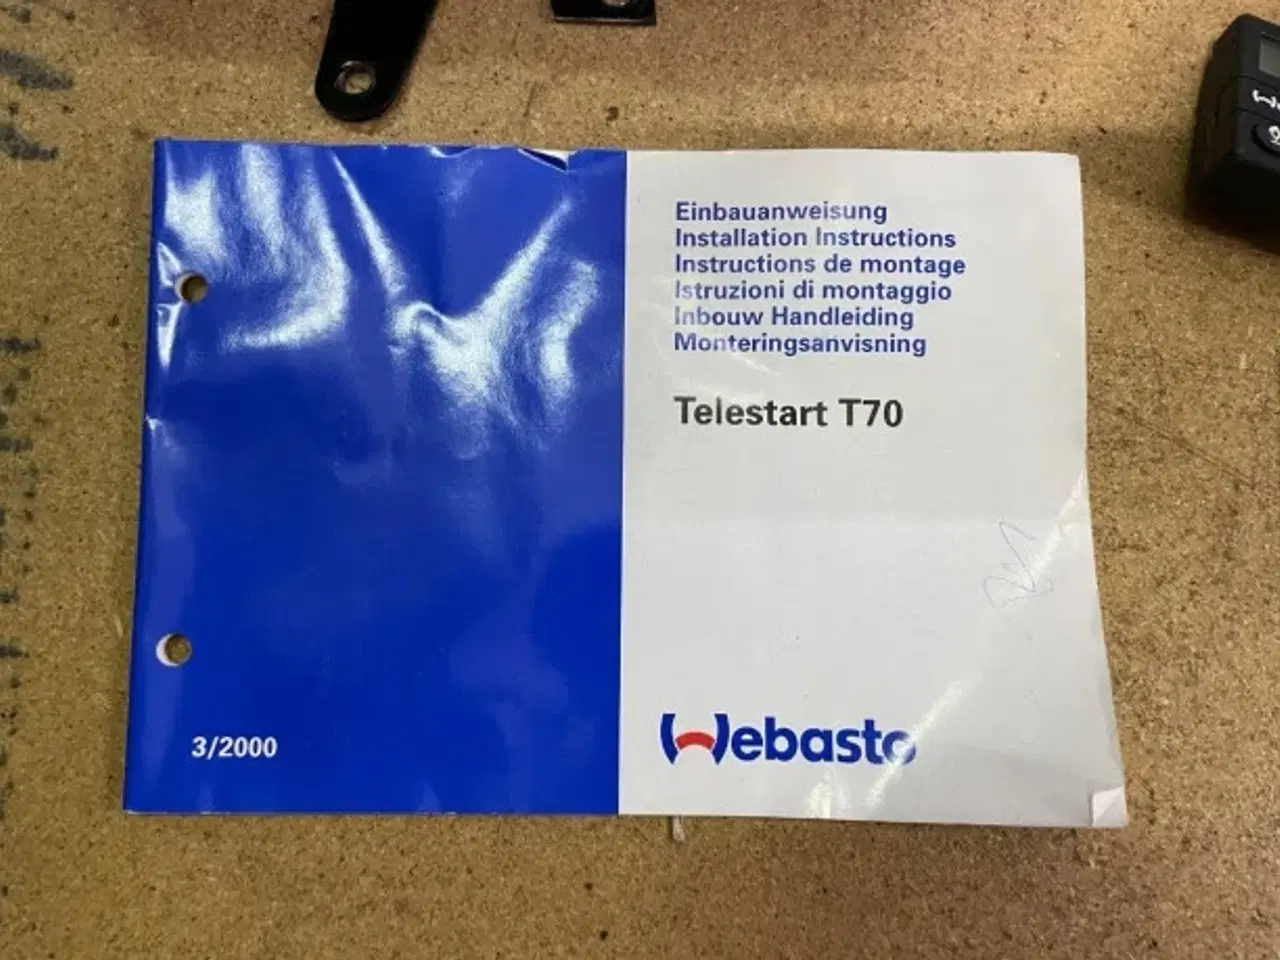 Einbauanweisung
Installation Instructions
Instructions de montage
Istruzioni di montaggio
Inbouw Handleiding
Monteringsanvisning
Telestart T70
3/2000
Webasto